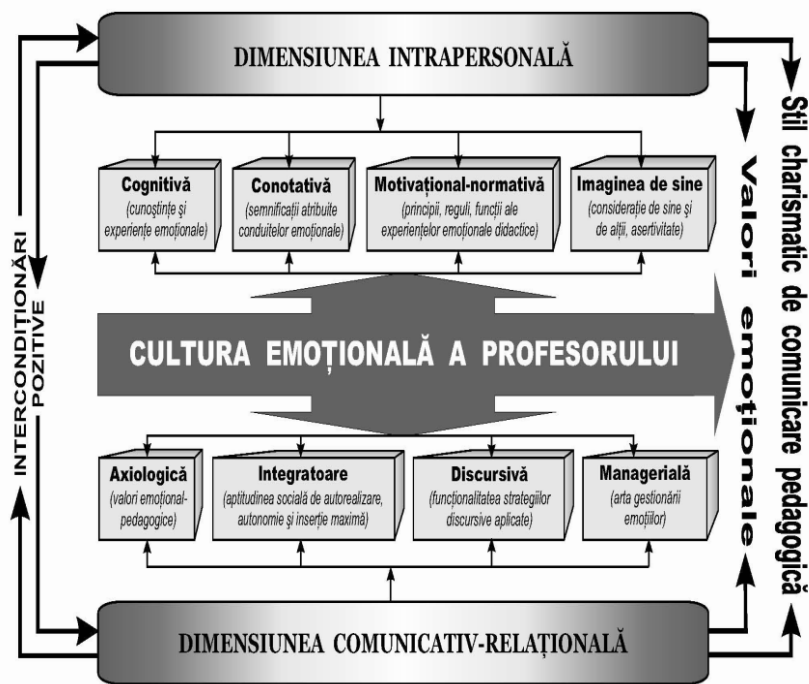 DIMENSIUNEA INTRAPERSONALĂ
Cognitivă
(cunoștințe și
experiențe emoționale)
Conotativă
(semnificații atribuite
conduitelor emoționale)
Motivațional-normativă
(principii, reguli, funcții ale
experiențelor emoționale didactice)
Imaginea de sine
(considerație de sine și
de alții, asertivitate)
INTERCONDIȚIONĂRI
POZITIVE
CULTURA EMOȚIONALĂ A PROFESORULUI
Valori emoționale
Stil charismatic de comunicare pedagogică
Axiologică
(valori emoțional-
pedagogice)
Integratoare
(aptitudinea socială de autorealizare,
autonomie și inserție maximă)
Discursivă
(funcționalitatea strategiilor
discursive aplicate)
Managerială
(arta gestionării
emoțiilor)
DIMENSIUNEA COMUNICATIV-RELAȚIONALĂ